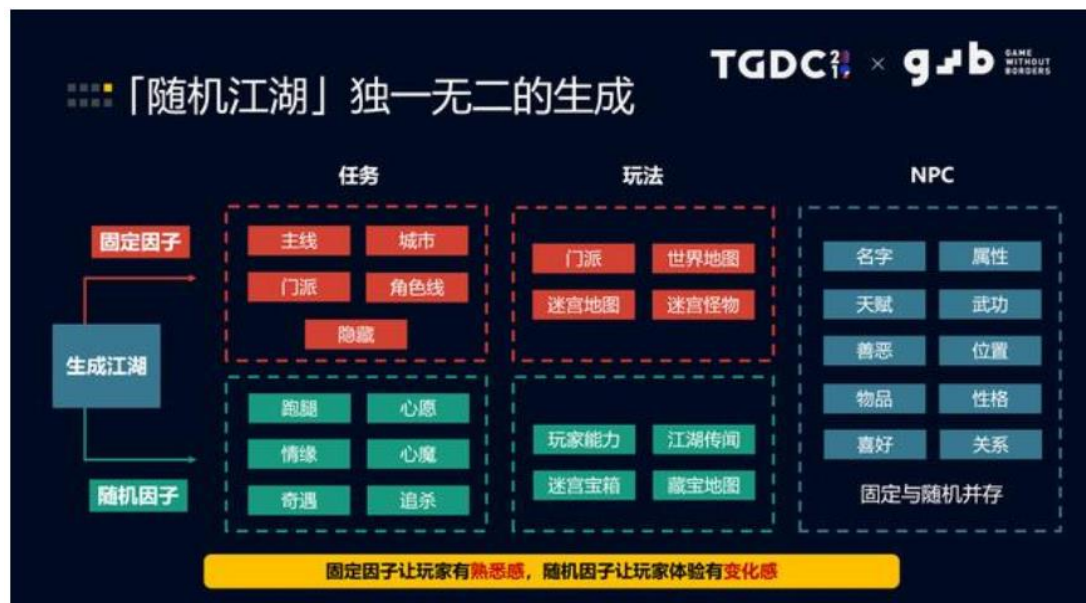 TGDC 2021 × gwb GAME WITHOUT BORDERS
「随机江湖」独一无二的生成
任务 玩法 NPC
固定因子
主线 城市
门派 角色线
隐藏
门派 世界地图
迷宫地图 迷宫怪物
名字 属性
天赋 武功
善恶 位置
物品 性格
喜好 关系
固定与随机并存
生成江湖
随机因子
跑腿 心愿
情缘 心魔
奇遇 追杀
玩家能力 江湖传闻
迷宫宝箱 藏宝地图
固定因子让玩家有熟悉感，随机因子让玩家体验有变化感